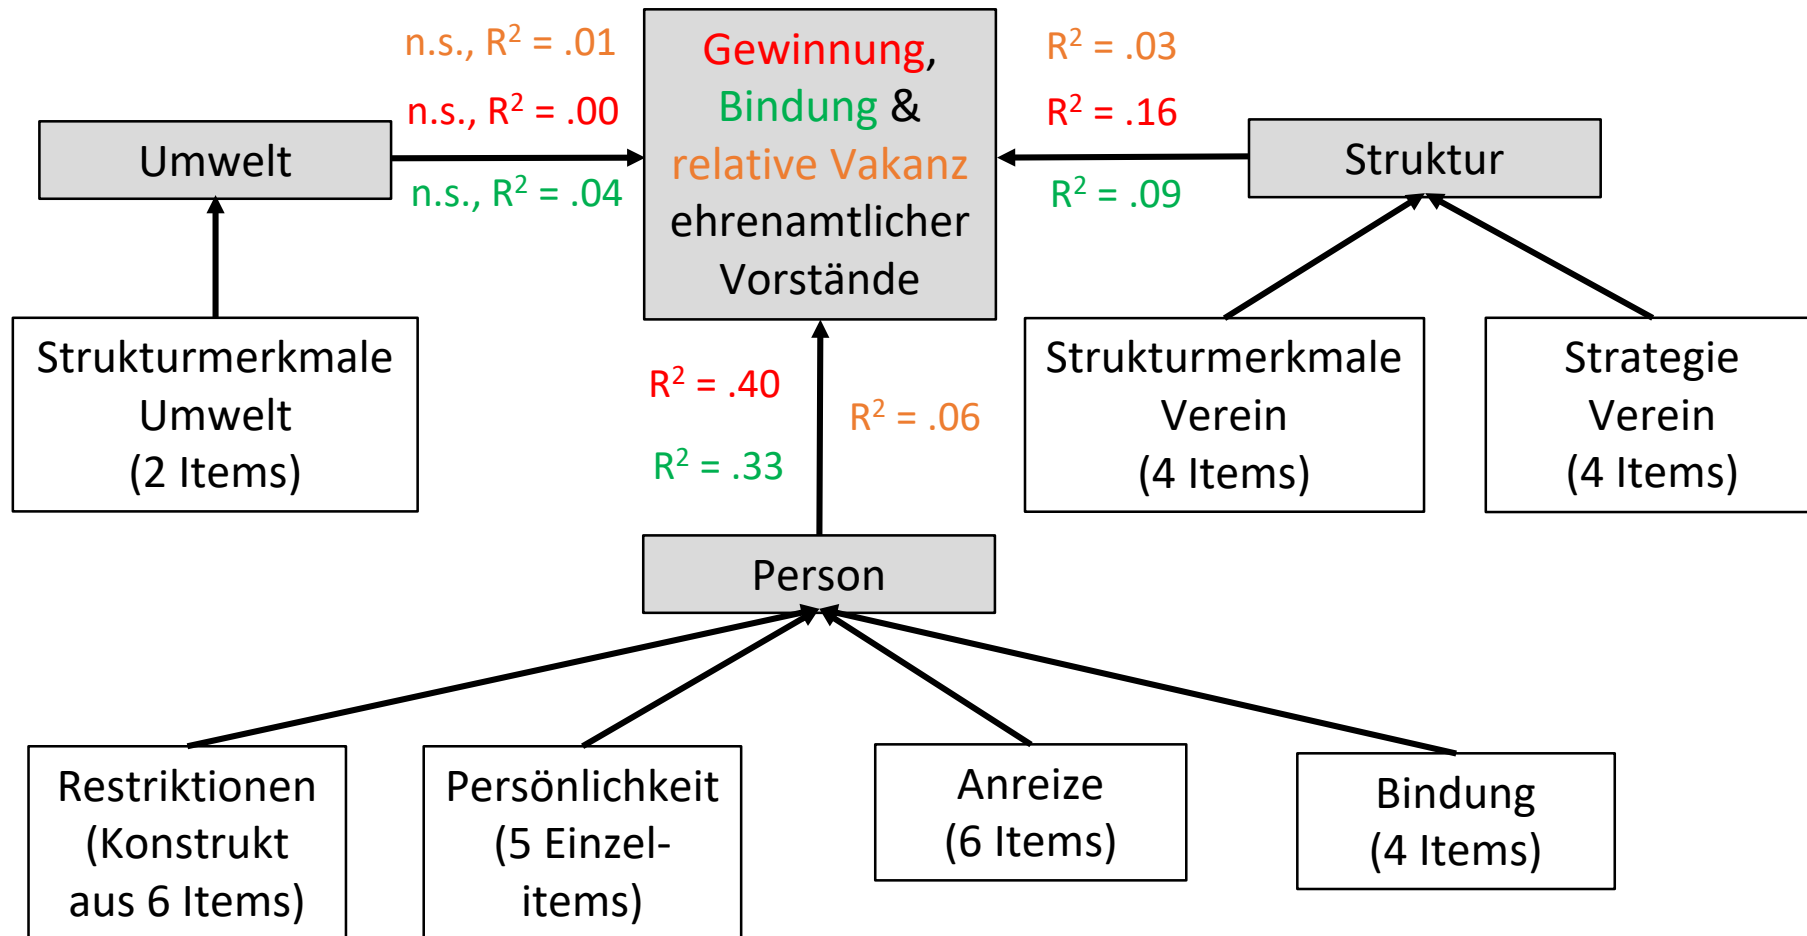 n.s., R² = .01
n.s., R² = .00
n.s., R² = .04
Umwelt
Gewinnung,
Bindung &
relative Vakanz
ehrenamtlicher
Vorstände
R² = .03
R² = .16
R² = .09
Struktur
Strukturmerkmale
Umwelt
(2 Items)
R² = .40
R² = .33
R² = .06
Strukturmerkmale
Verein
(4 Items)
Strategie
Verein
(4 Items)
Person
Restriktionen
(Konstrukt
aus 6 Items)
Persönlichkeit
(5 Einzel-
items)
Anreize
(6 Items)
Bindung
(4 Items)